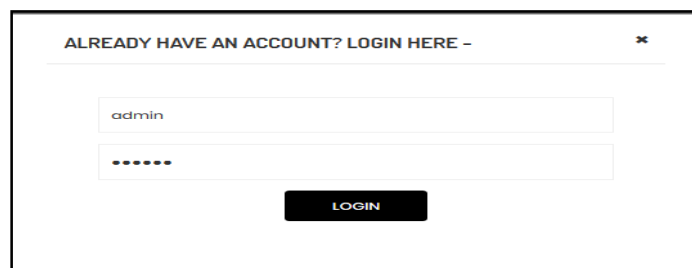 ALREADY HAVE AN ACCOUNT? LOGIN HERE –
admin
••••••
LOGIN